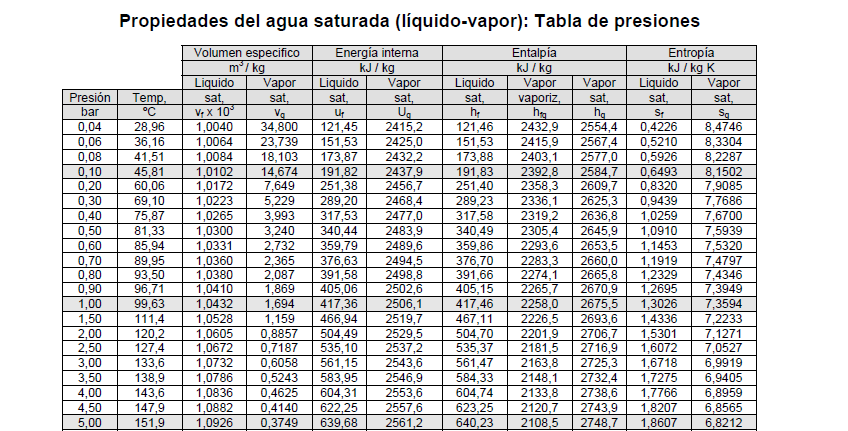 Propiedades del agua saturada (líquido-vapor): Tabla de presiones
Volumen especifico Energía interna Entalpía Entropía
m³ / kg kJ / kg kJ / kg kJ / kg K
Liquido Vapor Liquido Vapor Liquido Vapor Vapor Liquido Vapor
Presión Temp, sat, sat, sat, sat, sat, vaporiz, sat, sat, sat,
bar ºC vf x 10³ vg uf Ug hf hfg hg sf sg
0,04 28,96 1,0040 34,800 121,45 2415,2 121,46 2432,9 2554,4 0,4226 8,4746
0,06 36,16 1,0064 23,739 151,53 2425,0 151,53 2415,9 2567,4 0,5210 8,3304
0,08 41,51 1,0084 18,103 173,87 2432,2 173,88 2403,1 2577,0 0,5926 8,2287
0,10 45,81 1,0102 14,674 191,82 2437,9 191,83 2392,8 2584,7 0,6493 8,1502
0,20 60,06 1,0172 7,649 251,38 2456,7 251,40 2358,3 2609,7 0,8320 7,9085
0,30 69,10 1,0223 5,229 289,20 2468,4 289,23 2336,1 2625,3 0,9439 7,7686
0,40 75,87 1,0265 3,993 317,53 2477,0 317,58 2319,2 2636,8 1,0259 7,6700
0,50 81,33 1,0300 3,240 340,44 2483,9 340,49 2305,4 2645,9 1,0910 7,5939
0,60 85,94 1,0331 2,732 359,79 2489,6 359,86 2293,6 2653,5 1,1453 7,5320
0,70 89,95 1,0360 2,365 376,63 2494,5 376,70 2283,3 2660,0 1,1919 7,4797
0,80 93,50 1,0380 2,087 391,58 2498,8 391,66 2274,1 2665,8 1,2329 7,4346
0,90 96,71 1,0410 1,869 405,06 2502,6 405,15 2265,7 2670,9 1,2695 7,3949
1,00 99,63 1,0432 1,694 417,36 2506,1 417,46 2258,0 2675,5 1,3026 7,3594
1,50 111,4 1,0528 1,159 466,94 2519,7 467,11 2226,5 2693,6 1,4336 7,2233
2,00 120,2 1,0605 0,8857 504,49 2529,5 504,70 2201,9 2706,7 1,5301 7,1271
2,50 127,4 1,0672 0,7187 535,10 2537,2 535,37 2181,5 2716,9 1,6072 7,0527
3,00 133,6 1,0732 0,6058 561,15 2543,6 561,47 2163,8 2725,3 1,6718 6,9919
3,50 138,9 1,0786 0,5243 583,95 2546,9 584,33 2148,1 2732,4 1,7275 6,9405
4,00 143,6 1,0836 0,4625 604,31 2553,6 604,74 2133,8 2738,6 1,7766 6,8959
4,50 147,9 1,0882 0,4140 622,25 2557,6 623,25 2120,7 2743,9 1,8207 6,8565
5,00 151,9 1,0926 0,3749 639,68 2561,2 640,23 2108,5 2748,7 1,8607 6,8212